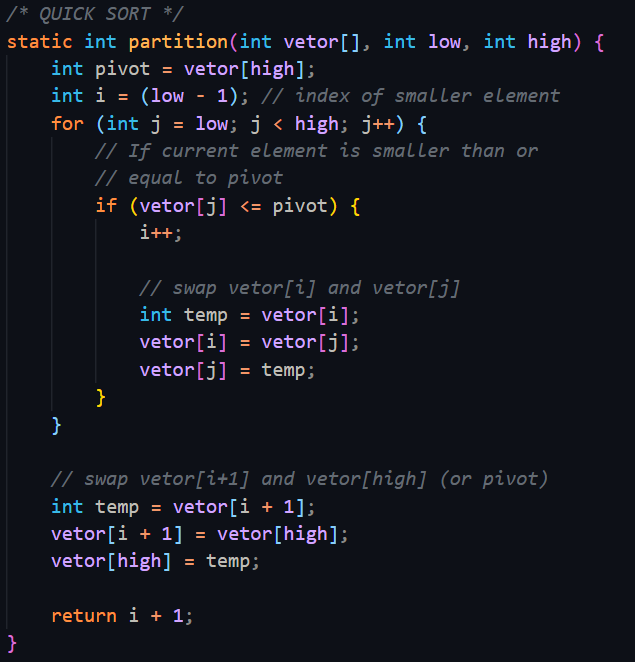 /* QUICK SORT */
static int partition(int vetor[], int low, int high) {
    int pivot = vetor[high];
    int i = (low - 1); // index of smaller element
    for (int j = low; j < high; j++) {
        // If current element is smaller than or
        // equal to pivot
        if (vetor[j] <= pivot) {
            i++;

            // swap vetor[i] and vetor[j]
            int temp = vetor[i];
            vetor[i] = vetor[j];
            vetor[j] = temp;
        }
    }

    // swap vetor[i+1] and vetor[high] (or pivot)
    int temp = vetor[i + 1];
    vetor[i + 1] = vetor[high];
    vetor[high] = temp;

    return i + 1;
}